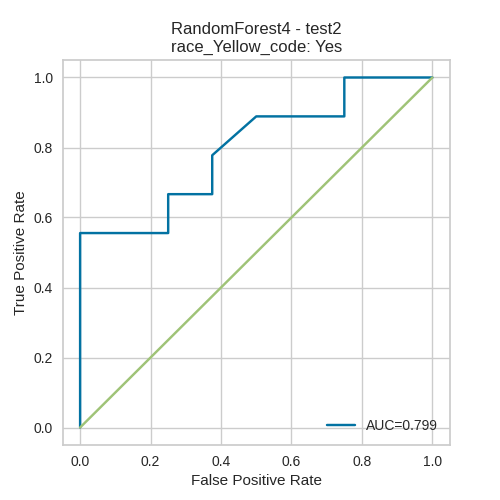 RandomForest4 - test2
race_Yellow_code: Yes
1.0
0.8
0.6
0.4
0.2
0.0
True Positive Rate
AUC=0.799
0.0 0.2 0.4 0.6 0.8 1.0
False Positive Rate